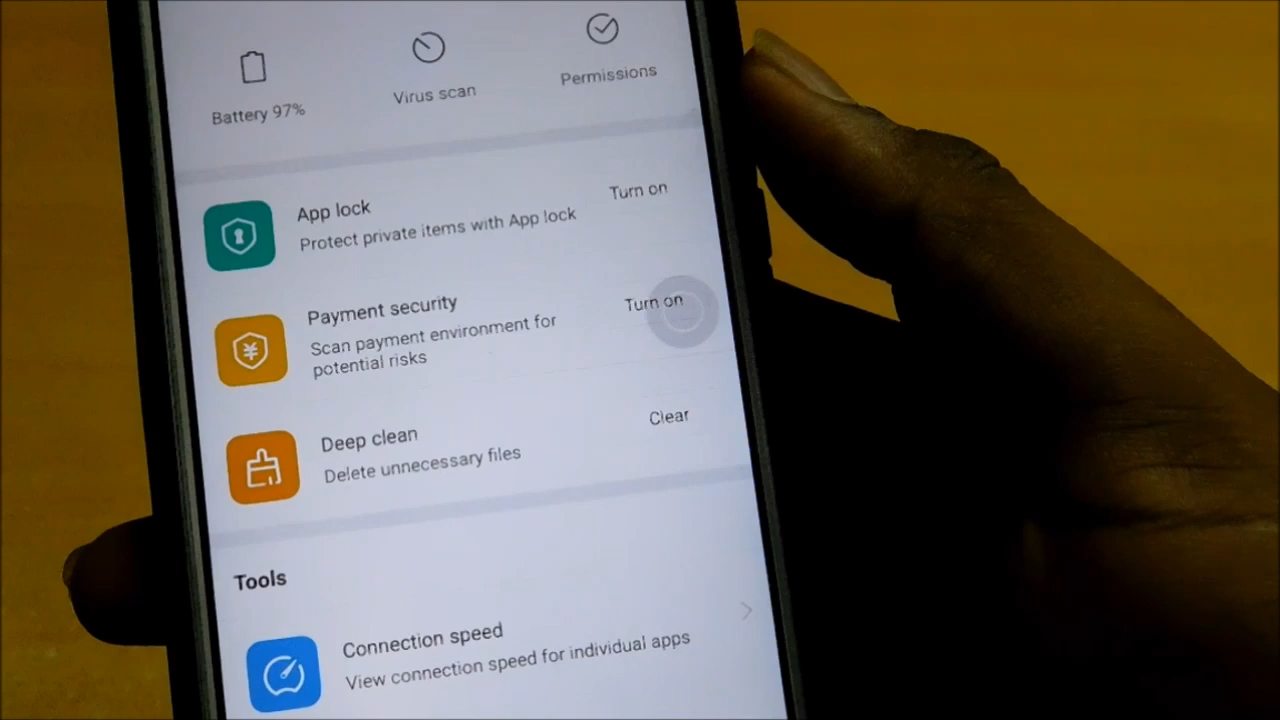 Battery 97%
Virus scan
Permissions
App lock
Turn on
Protect private items with App lock
Payment security
Turn on
Scan payment environment for
potential risks
Deep clean
Clear
Delete unnecessary files
Tools
Connection speed
View connection speed for individual apps